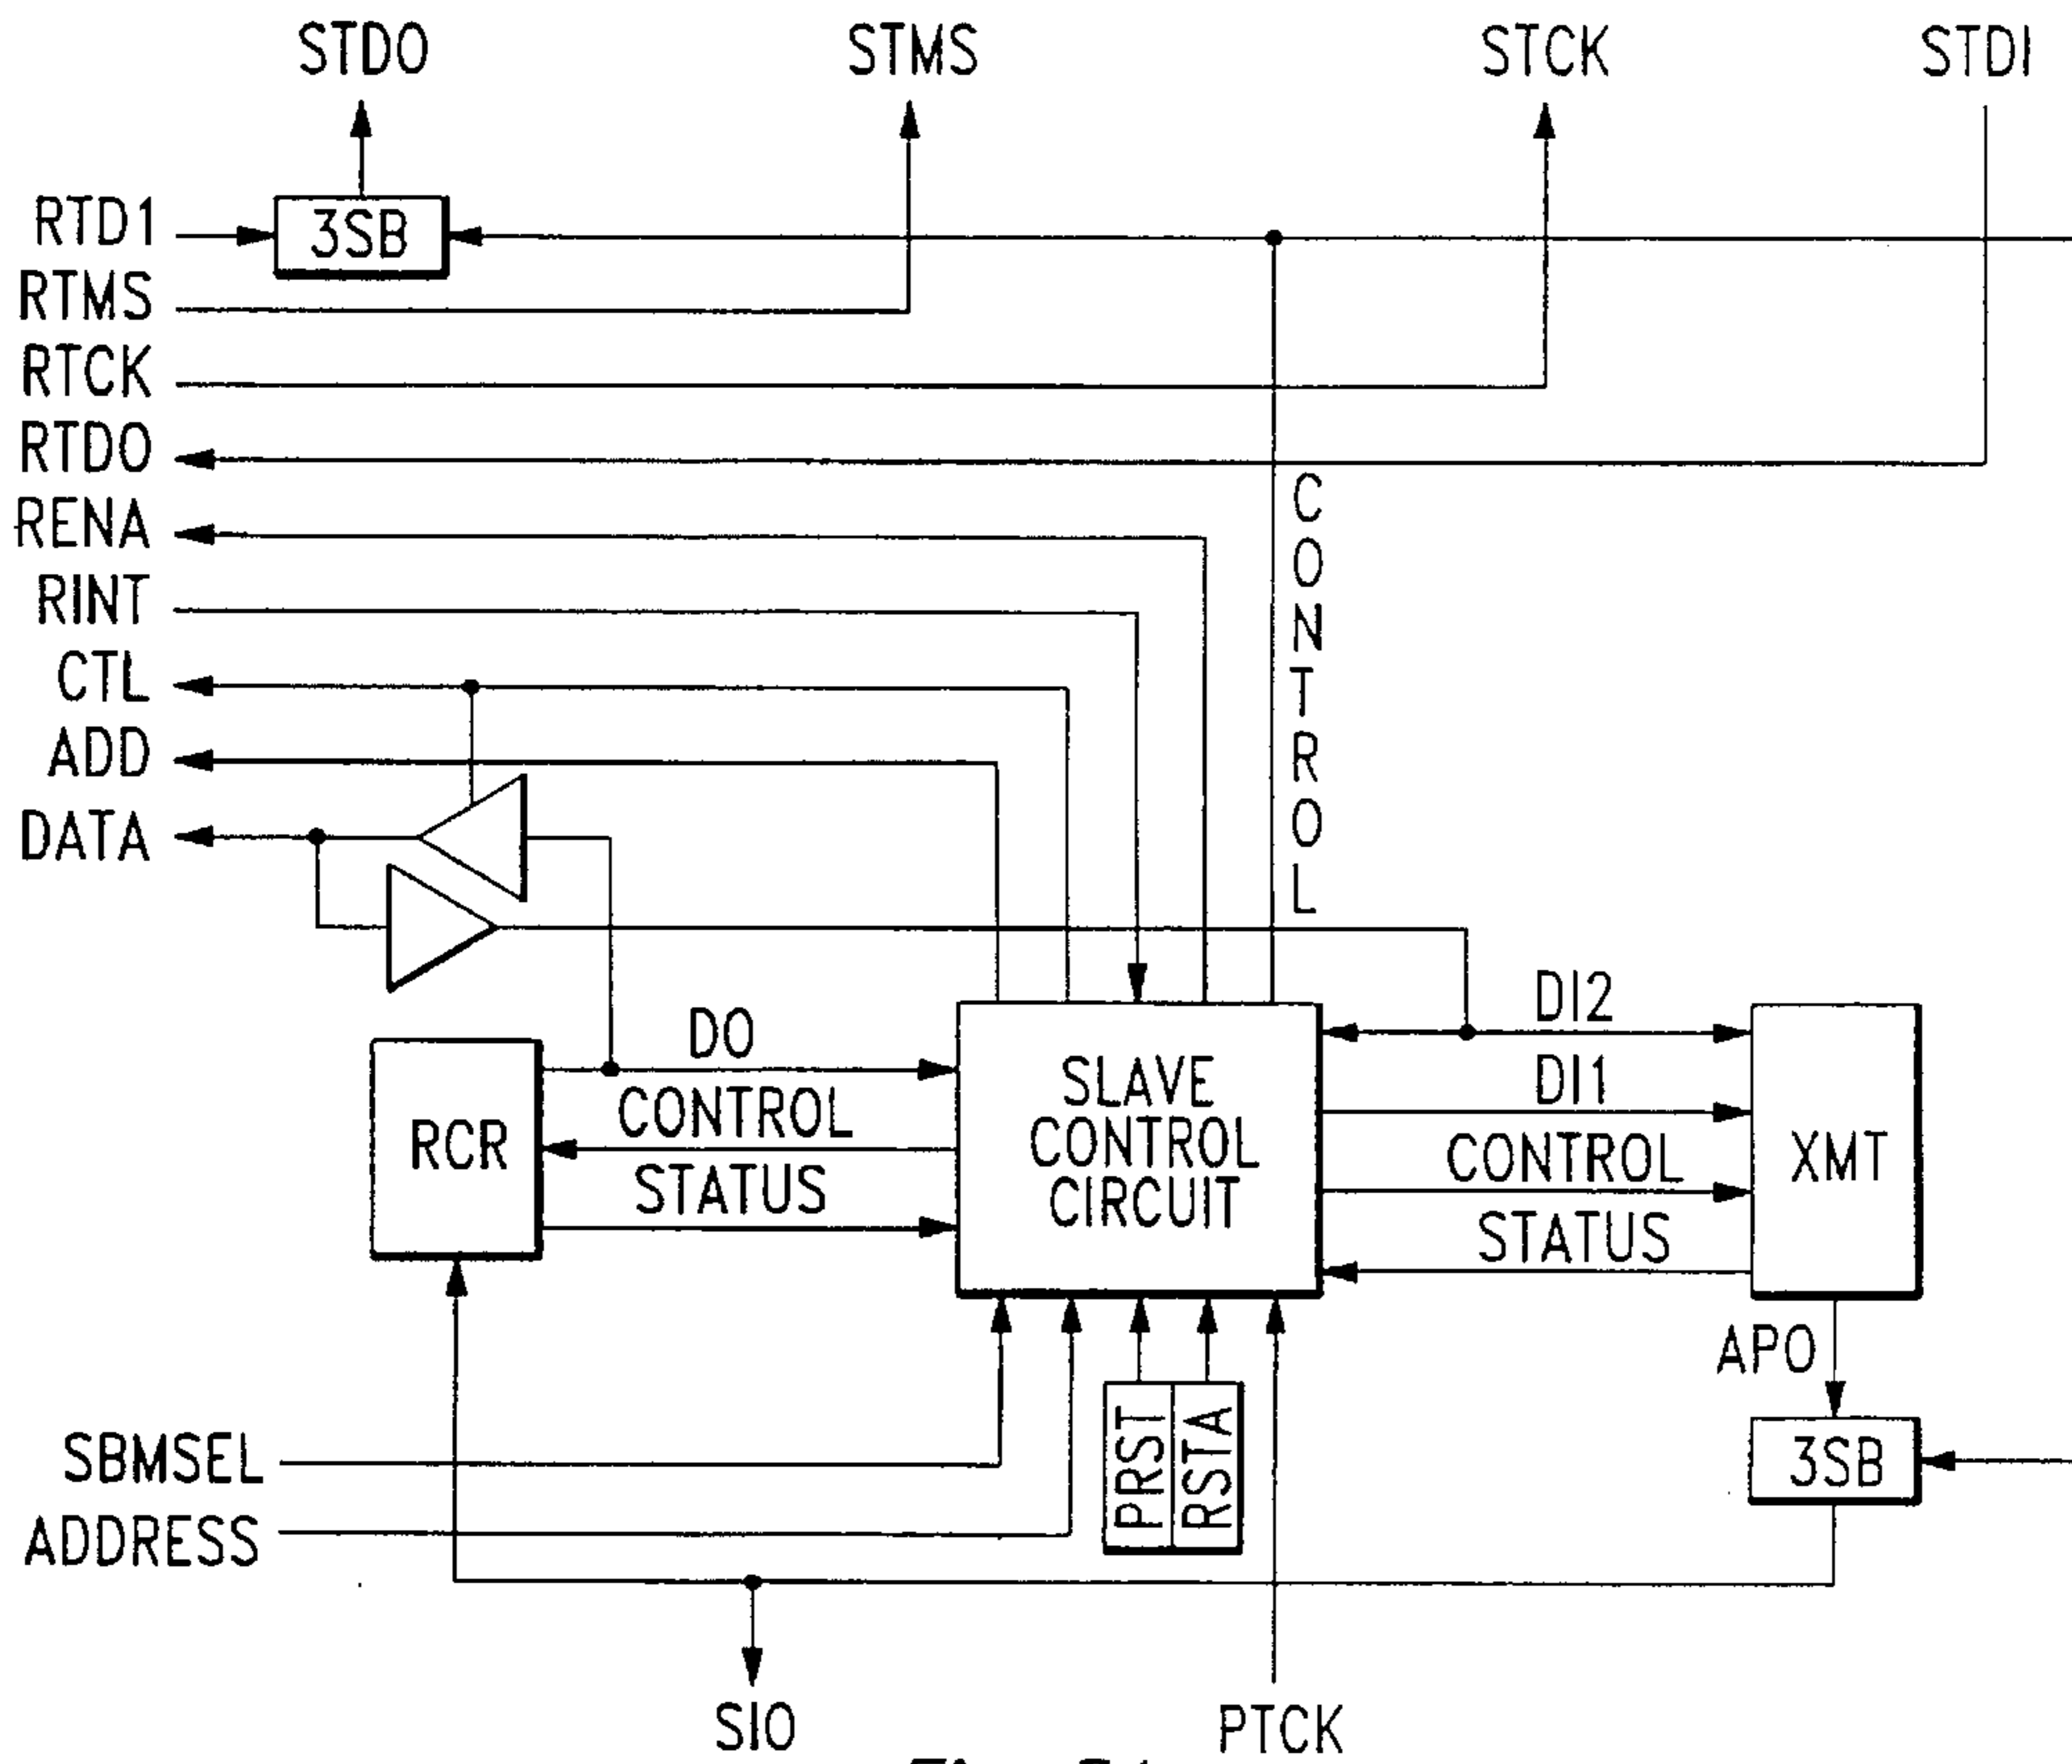 STDO STMS STCK STDI
RTD1
3SB
RTMS
RTCK
RTDO
RENA
RINT
CTL
ADD
DATA
CONTROL
DO
CONTROL
STATUS
RCR
SLAVE
CONTROL
CIRCUIT
DI2
DI1
CONTROL
STATUS
XMT
APO
3SB
PRST
RSTA
SBMSEL
ADDRESS
SIO
PTCK